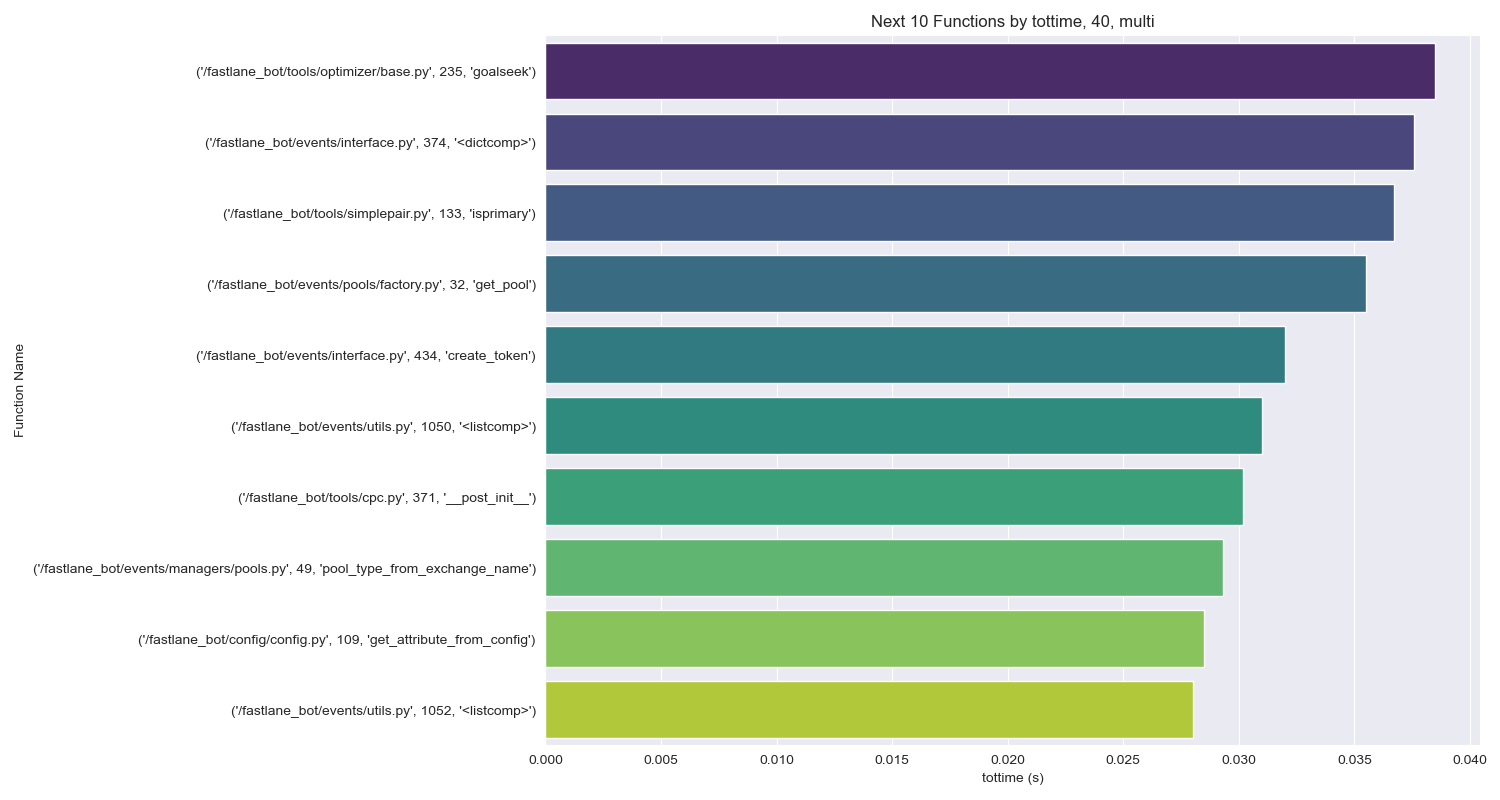 Next 10 Functions by tottime, 40, multi
('/fastlane_bot/tools/optimizer/base.py', 235, 'goalseek')
('/fastlane_bot/events/interface.py', 374, '<dictcomp>')
('/fastlane_bot/tools/simplepair.py', 133, 'isprimary')
('/fastlane_bot/events/pools/factory.py', 32, 'get_pool')
('/fastlane_bot/events/interface.py', 434, 'create_token')
('/fastlane_bot/events/utils.py', 1050, '<listcomp>')
('/fastlane_bot/tools/cpc.py', 371, '__post_init__')
('/fastlane_bot/events/managers/pools.py', 49, 'pool_type_from_exchange_name')
('/fastlane_bot/config/config.py', 109, 'get_attribute_from_config')
('/fastlane_bot/events/utils.py', 1052, '<listcomp>')
Function Name
0.000 0.005 0.010 0.015 0.020 0.025 0.030 0.035 0.040
tottime (s)